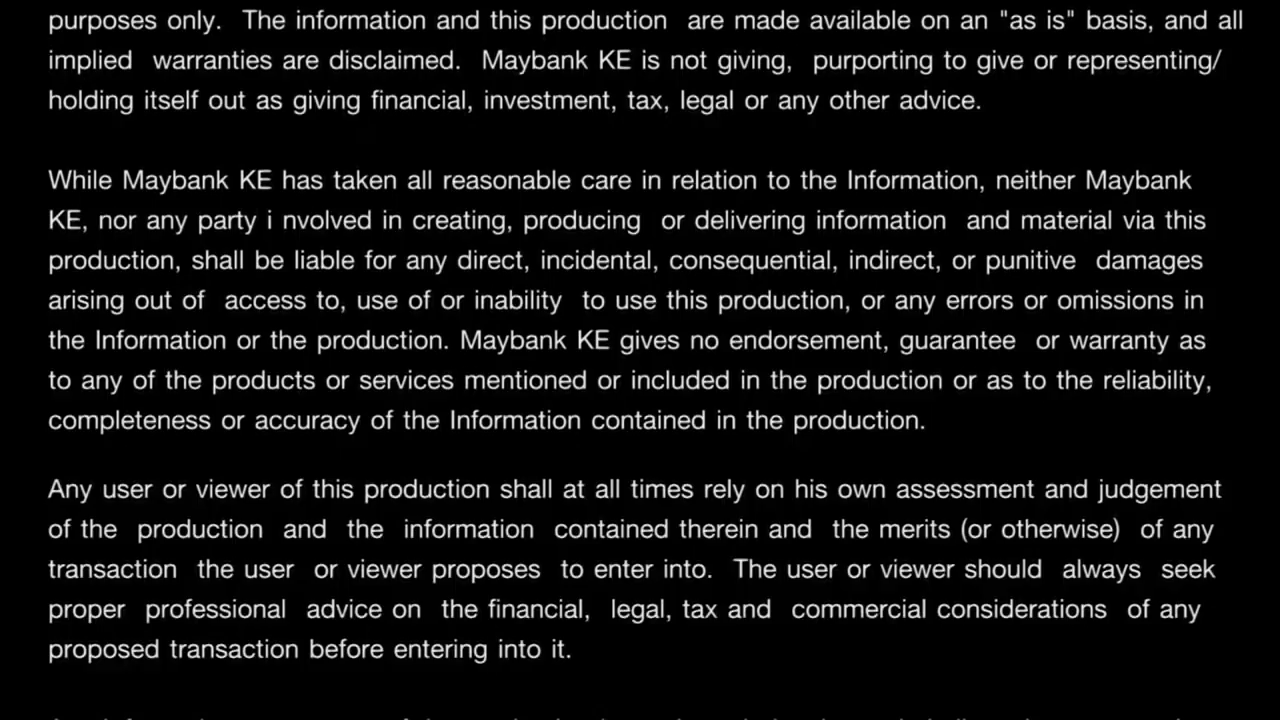 purposes only. The information and this production are made available on an "as is" basis, and all
implied warranties are disclaimed. Maybank KE is not giving, purporting to give or representing/
holding itself out as giving financial, investment, tax, legal or any other advice.
While Maybank KE has taken all reasonable care in relation to the Information, neither Maybank
KE, nor any party i nvolved in creating, producing or delivering information and material via this
production, shall be liable for any direct, incidental, consequential, indirect, or punitive damages
arising out of access to, use of or inability to use this production, or any errors or omissions in
the Information or the production. Maybank KE gives no endorsement, guarantee or warranty as
to any of the products or services mentioned or included in the production or as to the reliability,
completeness or accuracy of the Information contained in the production.
Any user or viewer of this production shall at all times rely on his own assessment and judgement
of the production and the information contained therein and the merits (or otherwise) of any
transaction the user or viewer proposes to enter into. The user or viewer should always seek
proper professional advice on the financial, legal, tax and commercial considerations of any
proposed transaction before entering into it.